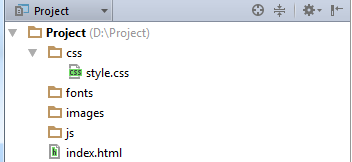 Project
Project (D:\Project)
css
style.css
fonts
images
js
index.html